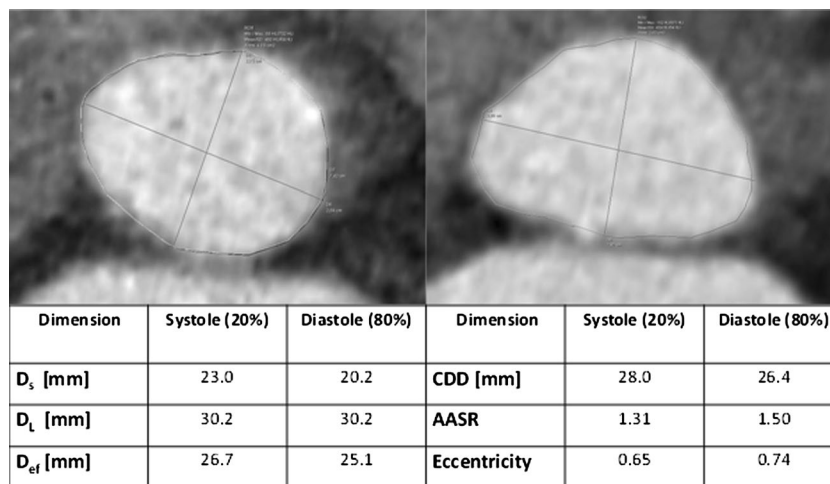 Dimension Systole (20%) Diastole (80%) Dimension Systole (20%) Diastole (80%)
Ds [mm] 23.0 20.2 CDD [mm] 28.0 26.4
DL [mm] 30.2 30.2 AASR 1.31 1.50
Def [mm] 26.7 25.1 Eccentricity 0.65 0.74